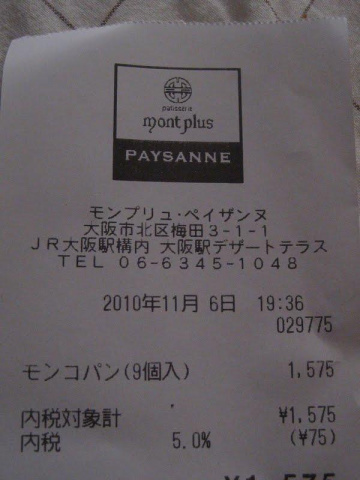 patisserie
mont plus
PAYSANNE
モンプリュ・ペイザンヌ
大阪市北区梅田3-1-1
JR大阪駅構内 大阪駅デザートテラス
TEL 06-6345-1048
2010年11月 6日 19:36
029775
モンコパン(9個入) 1,575
内税対象計 ¥1,575
内税 5.0% (¥75)
¥1,575